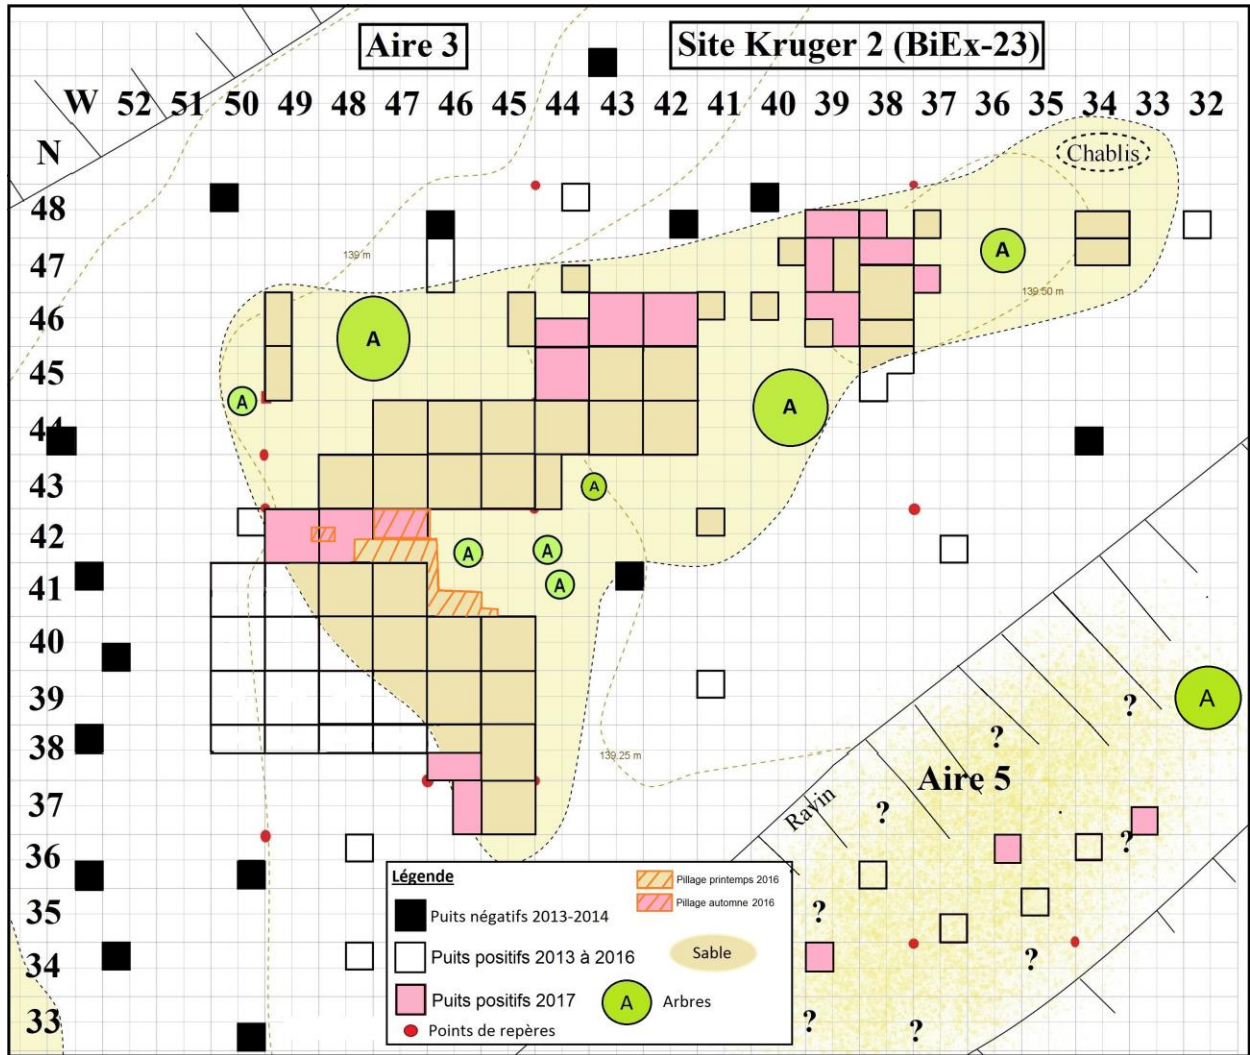 Aire 3
Site Kruger 2 (BiEx-23)
W 52 51 50 49 48 47 46 45 44 43 42 41 40 39 38 37 36 35 34 33 32
N
Chablis
48
139 m
47
A
139.50 m
46
A
45
A
A
44
43
A
42
A
A
A
41
40
39
A
?
38
139.25 m
?
Aire 5
37
Ravin
?
?
36
35
?
34
?
33
?
?
Légende
Puits négatifs 2013-2014
Puits positifs 2013 à 2016
Puits positifs 2017
Points de repères
Pillage printemps 2016
Pillage automne 2016
Sable
A
Arbres